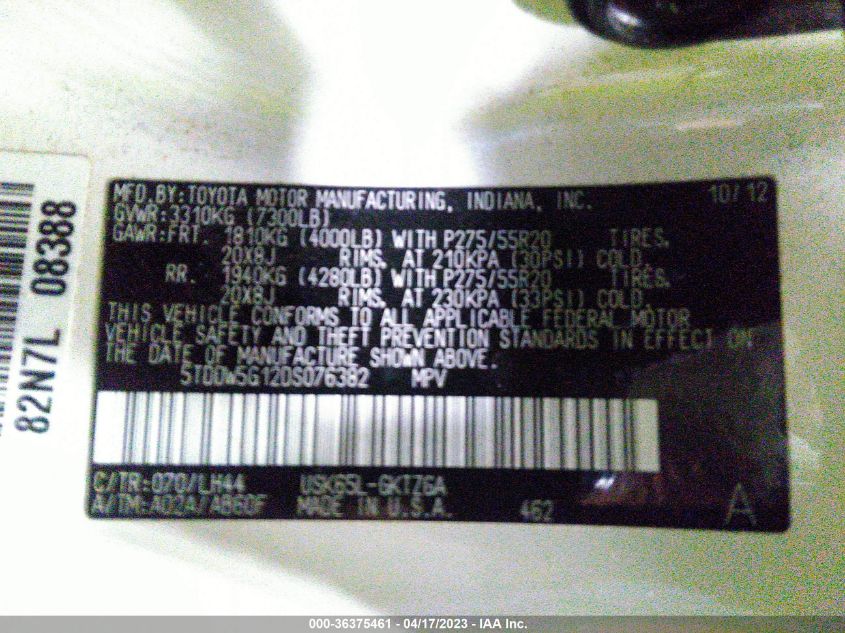 82N7L 08388
MFD. BY: TOYOTA MOTOR MANUFACTURING, INDIANA, INC. 10/12
GVWR: 3310KG (7300LB)
GAWR: FRT. 1810KG (4000LB) WITH P275/55R20 TIRES,
20X8J RIMS, AT 210KPA (30PSI) COLD.
RR. 1940KG (4280LB) WITH P275/55R20 TIRES,
20X8J RIMS, AT 230KPA (33PSI) COLD.
THIS VEHICLE CONFORMS TO ALL APPLICABLE FEDERAL MOTOR
VEHICLE SAFETY AND THEFT PREVENTION STANDARDS IN EFFECT ON
THE DATE OF MANUFACTURE SHOWN ABOVE.
5TDDW5G12DS076382 MPV
C/TR: 070/LH44 USK65L-GKTZGA
A/TM: A02A/AB60F MADE IN U.S.A. 462 A
000-36375461 - 04/17/2023 - IAA Inc.